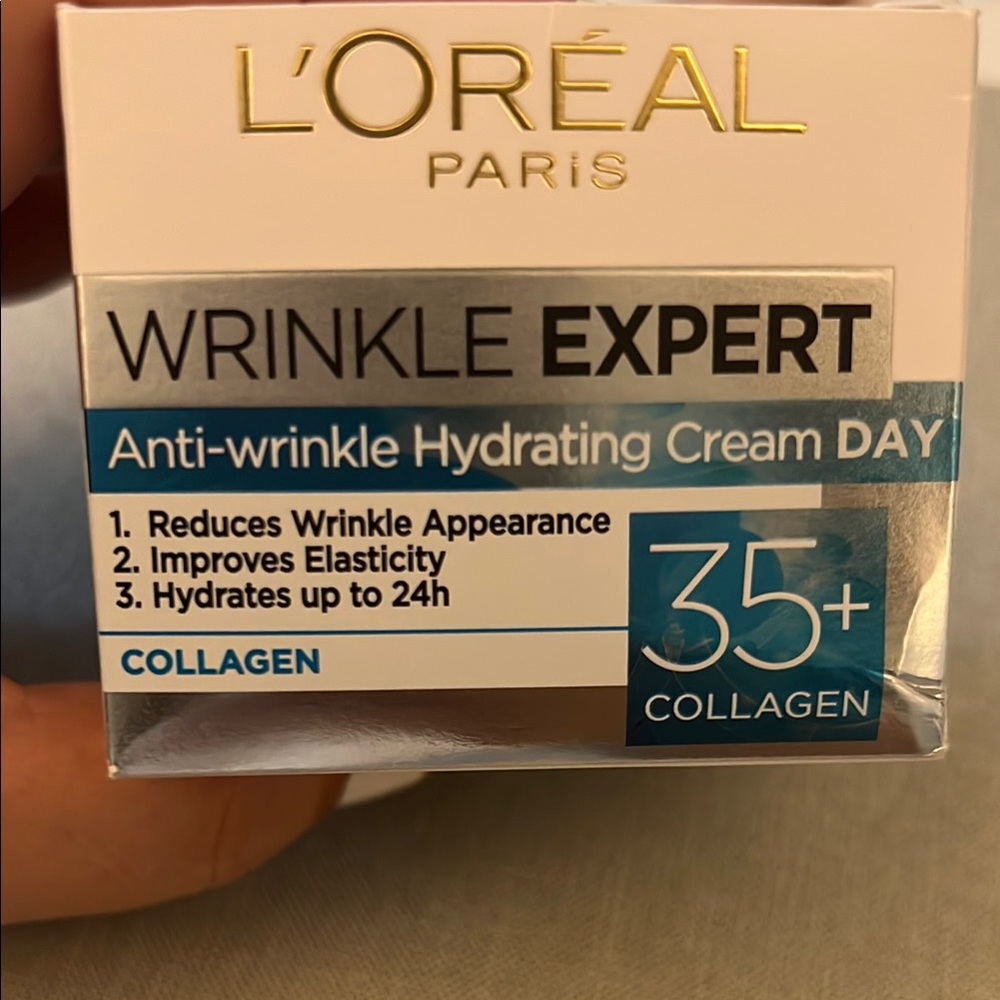 L'ORÉAL
PARiS
WRINKLE EXPERT
Anti-wrinkle Hydrating Cream DAY
1. Reduces Wrinkle Appearance
2. Improves Elasticity
3. Hydrates up to 24h
COLLAGEN
35+
COLLAGEN